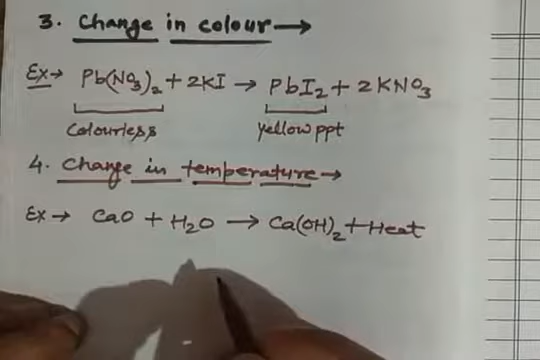 3. Change in colour →
Ex → Pb(NO₃)₂ + 2KI → PbI₂ + 2KNO₃
colourless yellow ppt
4. Change in temperature →
Ex → CaO + H₂O → Ca(OH)₂ + Heat